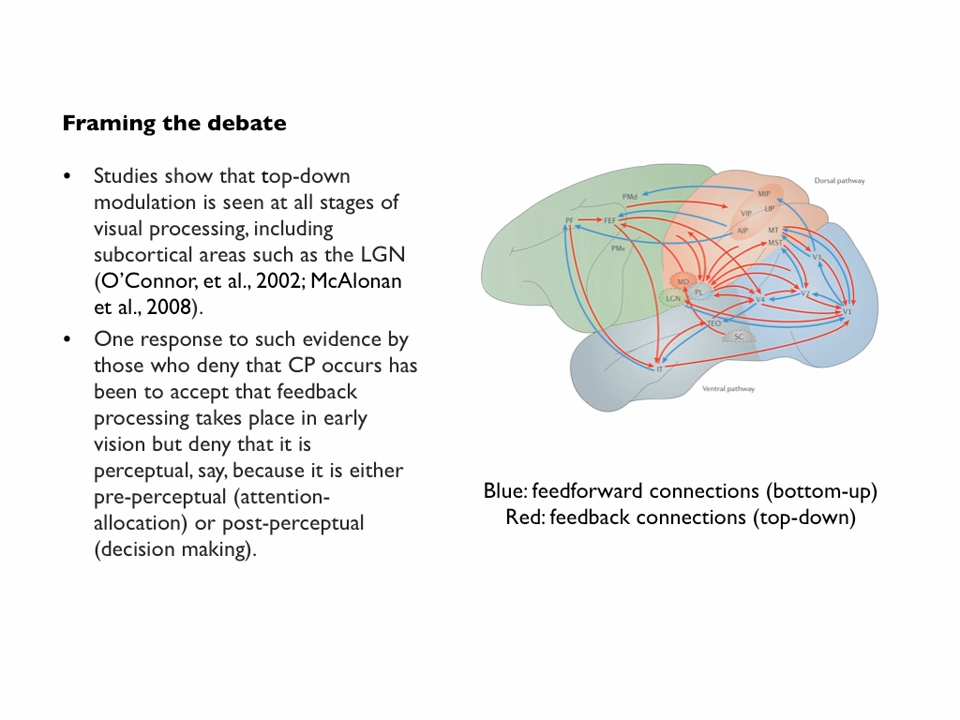 Framing the debate
• Studies show that top-down
modulation is seen at all stages of
visual processing, including
subcortical areas such as the LGN
(O’Connor, et al., 2002; McAlonan
et al., 2008).
• One response to such evidence by
those who deny that CP occurs has
been to accept that feedback
processing takes place in early
vision but deny that it is
perceptual, say, because it is either
pre-perceptual (attention-
allocation) or post-perceptual
(decision making).
Dorsal pathway
PMd
MIP
LIP
VIP
PF
FEF
AIP
MT
MST
PMv
V3
MD
PL
LGN
V4
V2
V1
TEO
SC
IT
Ventral pathway
Blue: feedforward connections (bottom-up)
Red: feedback connections (top-down)